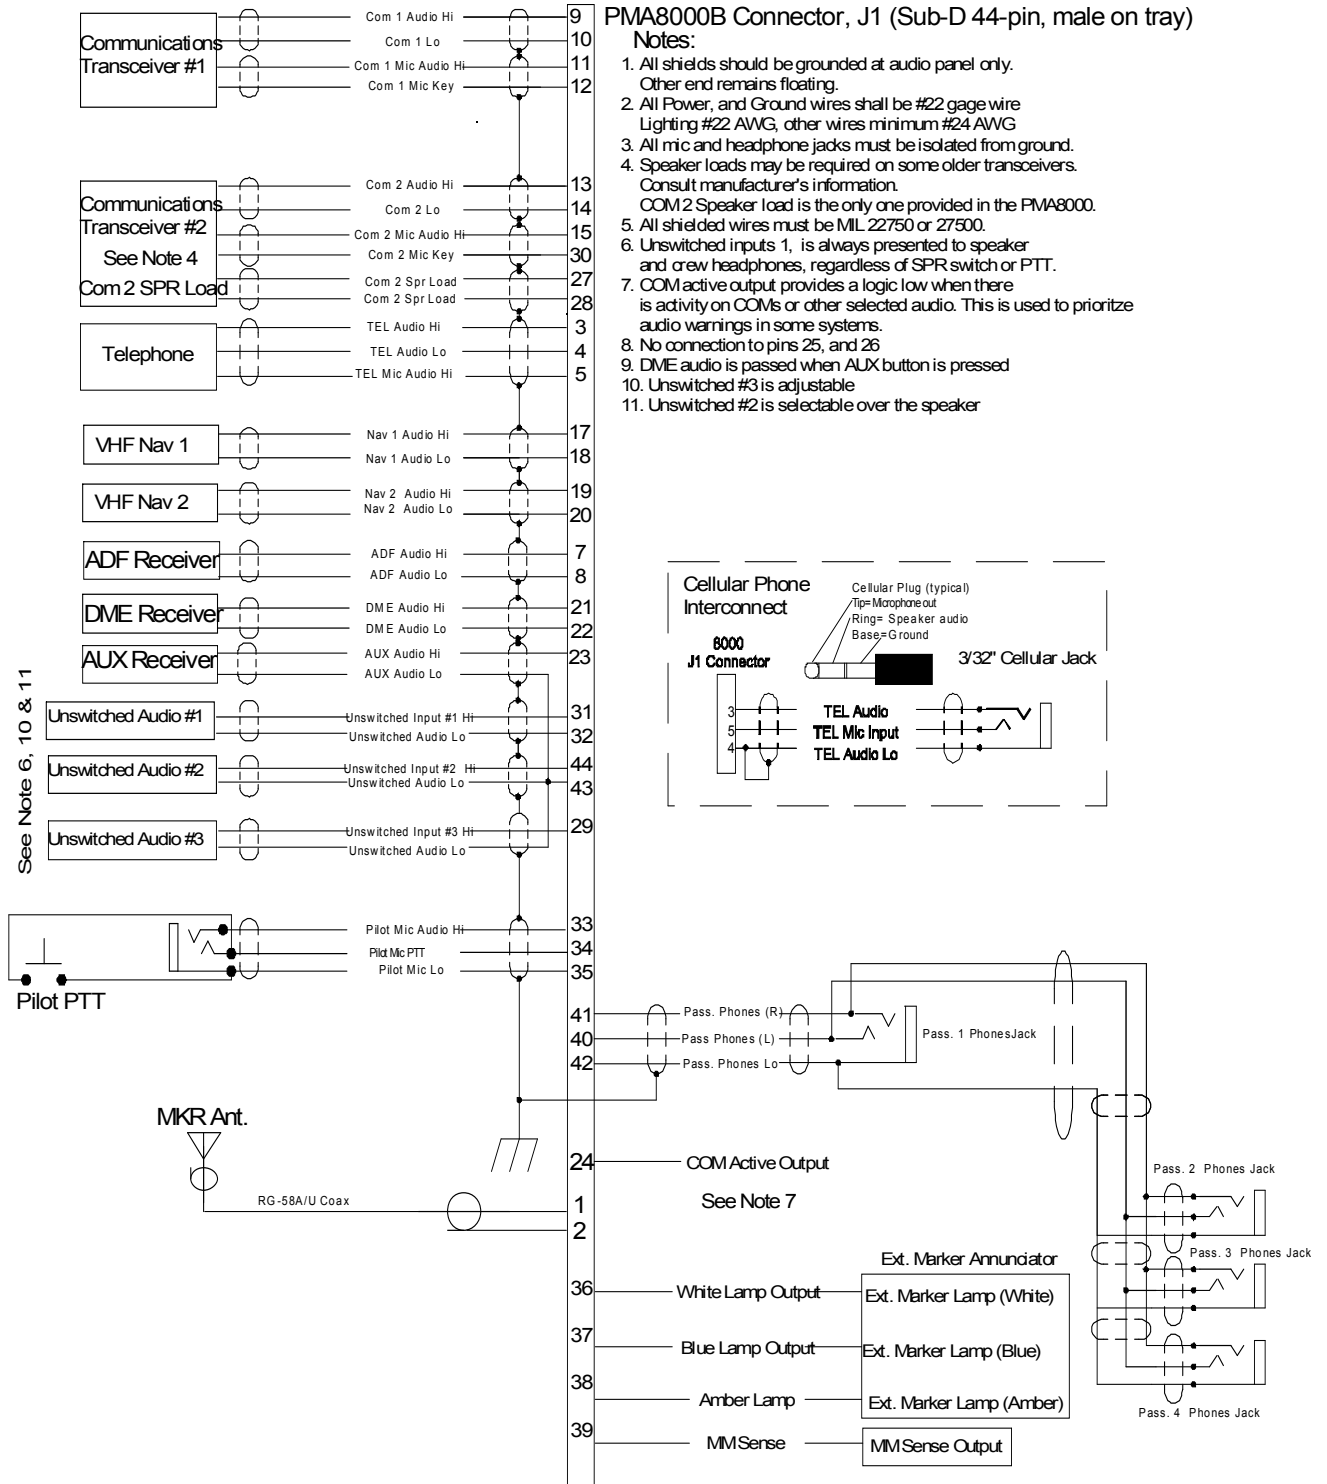 PMA8000B Connector, J1 (Sub-D 44-pin, male on tray)
Notes:
1. All shields should be grounded at audio panel only.
Other end remains floating.
2. All Power, and Ground wires shall be #22 gage wire
Lighting #22 AWG, other wires minimum #24 AWG
3. All mic and headphone jacks must be isolated from ground.
4. Speaker loads may be required on some older transceivers.
Consult manufacturer's information.
COM 2 Speaker load is the only one provided in the PMA8000.
5. All shielded wires must be MIL 22750 or 27500.
6. Unswitched inputs 1, is always presented to speaker
and crew headphones, regardless of SPR switch or PTT.
7. COM active output provides a logic low when there
is activity on COMs or other selected audio. This is used to prioritze
audio warnings in some systems.
8. No connection to pins 25, and 26
9. DME audio is passed when AUX button is pressed
10. Unswitched #3 is adjustable
11. Unswitched #2 is selectable over the speaker
Communications
Transceiver #1
Com 1 Audio Hi 9
Com 1 Lo 10
Com 1 Mic Audio Hi 11
Com 1 Mic Key 12
Communications
Transceiver #2
See Note 4
Com 2 SPR Load
Com 2 Audio Hi 13
Com 2 Lo 14
Com 2 Mic Audio Hi 15
Com 2 Mic Key 30
Com 2 Spr Load 27
Com 2 Spr Load 28
Telephone
TEL Audio Hi 3
TEL Audio Lo 4
TEL Mic Audio Hi 5
VHF Nav 1
Nav 1 Audio Hi 17
Nav 1 Audio Lo 18
VHF Nav 2
Nav 2 Audio Hi 19
Nav 2 Audio Lo 20
ADF Receiver
ADF Audio Hi 7
ADF Audio Lo 8
DME Receiver
DME Audio Hi 21
DME Audio Lo 22
AUX Receiver
AUX Audio Hi 23
AUX Audio Lo
See Note 6, 10 & 11
Unswitched Audio #1
Unswitched Input #1 Hi 31
Unswitched Audio Lo 32
Unswitched Audio #2
Unswitched Input #2 Hi 44
Unswitched Audio Lo 43
Unswitched Audio #3
Unswitched Input #3 Hi 29
Unswitched Audio Lo
Cellular Phone
Interconnect
Cellular Plug (typical)
Tip= Microphone out
Ring= Speaker audio
Base=Ground
8000
J1 Connector
3/32" Cellular Jack
3 TEL Audio
5 TEL Mic Input
4 TEL Audio Lo
Pilot PTT
Pilot Mic Audio Hi 33
Pilot Mic PTT 34
Pilot Mic Lo 35
41 Pass. Phones (R)
40 Pass Phones (L)
42 Pass. Phones Lo
Pass. 1 Phones Jack
MKR Ant.
RG-58A/U Coax
24 COM Active Output
See Note 7
1
2
Pass. 2 Phones Jack
Pass. 3 Phones Jack
Pass. 4 Phones Jack
Ext. Marker Annunciator
36 White Lamp Output Ext. Marker Lamp (White)
37 Blue Lamp Output Ext. Marker Lamp (Blue)
38 Amber Lamp Ext. Marker Lamp (Amber)
39 MM Sense MM Sense Output